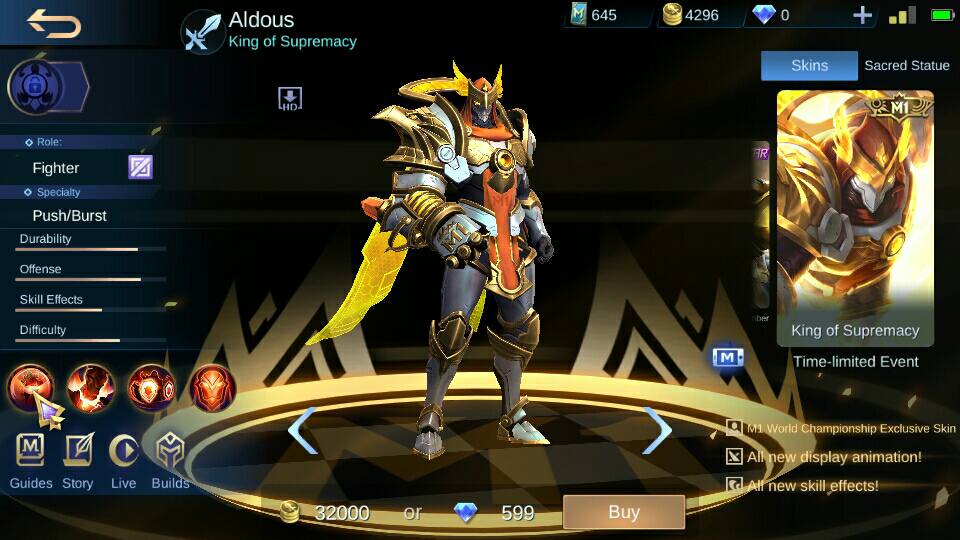 Aldous
King of Supremacy
645
4296
0
Skins
Sacred Statue
HD
M1
Role:
Fighter
Specialty
Push/Burst
Durability
Offense
Skill Effects
Difficulty
M1
King of Supremacy
Time-limited Event
M
M1 World Championship Exclusive Skin
All new display animation!
All new skill effects!
Guides
Story
Live
Builds
32000 or 599
Buy